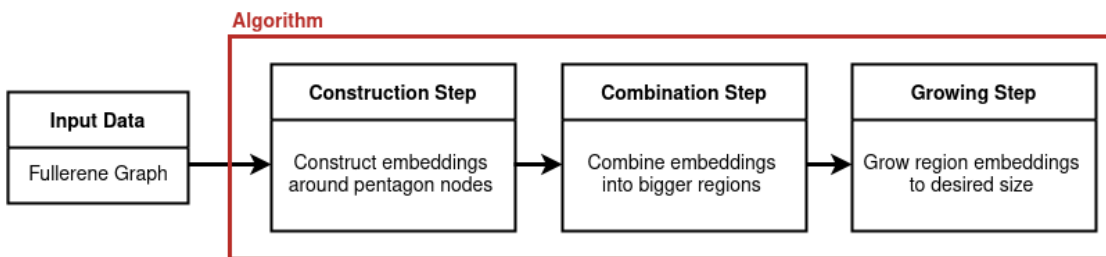 Algorithm
Input Data
Fullerene Graph
Construction Step
Construct embeddings
around pentagon nodes
Combination Step
Combine embeddings
into bigger regions
Growing Step
Grow region embeddings
to desired size